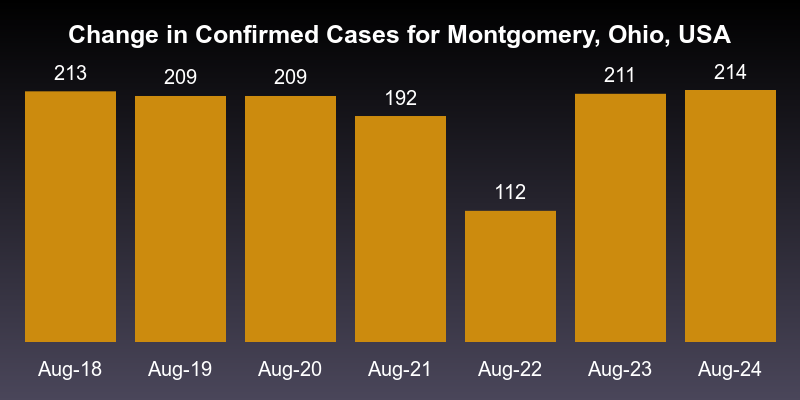 Change in Confirmed Cases for Montgomery, Ohio, USA
213 209 209 192 112 211 214
Aug-18 Aug-19 Aug-20 Aug-21 Aug-22 Aug-23 Aug-24